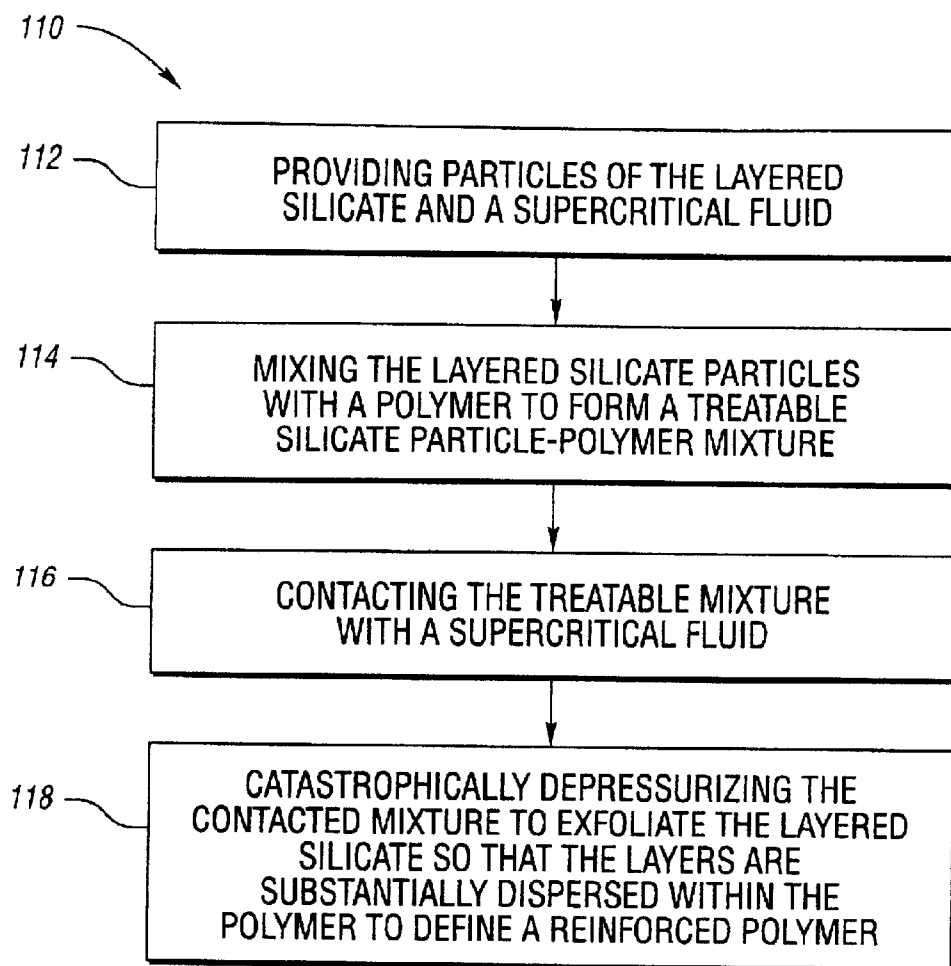 110
112
PROVIDING PARTICLES OF THE LAYERED
SILICATE AND A SUPERCRITICAL FLUID
114
MIXING THE LAYERED SILICATE PARTICLES
WITH A POLYMER TO FORM A TREATABLE
SILICATE PARTICLE-POLYMER MIXTURE
116
CONTACTING THE TREATABLE MIXTURE
WITH A SUPERCRITICAL FLUID
118
CATASTROPHICALLY DEPRESSURIZING THE
CONTACTED MIXTURE TO EXFOLIATE THE LAYERED
SILICATE SO THAT THE LAYERS ARE
SUBSTANTIALLY DISPERSED WITHIN THE
POLYMER TO DEFINE A REINFORCED POLYMER